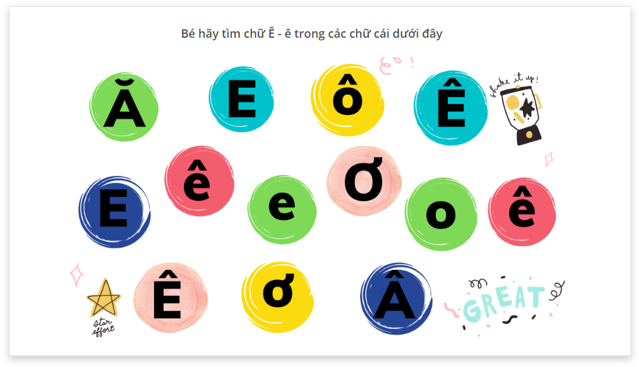 Bé hãy tìm chữ Ê - ê trong các chữ cái dưới đây
Ă E ô Ê
shake it up!
E ê e Ơ o ê
Ê ơ Â
Star effort
GREAT